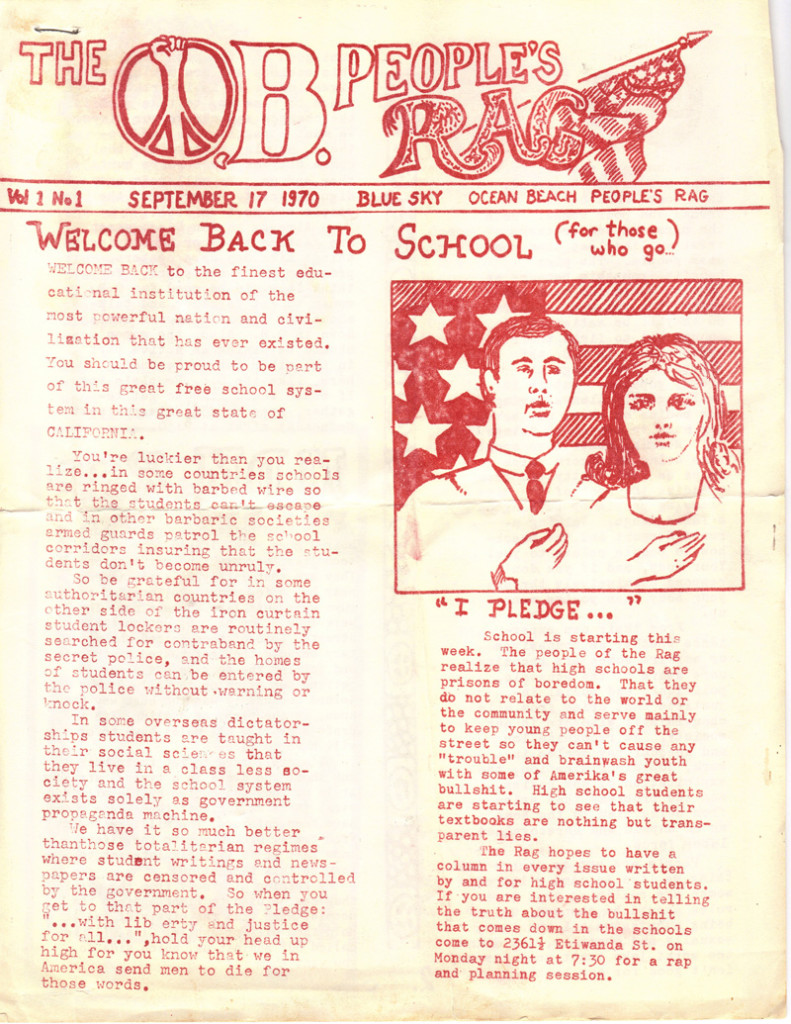 THE O.B. PEOPLE'S RAG
Vol 1 No 1 SEPTEMBER 17 1970 BLUE SKY OCEAN BEACH PEOPLE'S RAG
WELCOME BACK TO SCHOOL (for those who go...)
WELCOME BACK to the finest edu-
cational institution of the
most powerful nation and civi-
lization that has ever existed.
You should be proud to be part
of this great free school sys-
tem in this great state of
CALIFORNIA.
You're luckier than you rea-
lize...in some countries schools
are ringed with barbed wire so
that the students can't escape
and in other barbaric societies
armed guards patrol the school
corridors insuring that the stu-
dents don't become unruly.
So be grateful for in some
authoritarian countries on the
other side of the iron curtain
student lockers are routinely
searched for contraband by the
secret police, and the homes
of students can be entered by
the police without warning or
knock.
In some overseas dictator-
ships students are taught in
their social sciences that
they live in a class less so-
ciety and the school system
exists solely as government
propaganda machine.
We have it so much better
thanthose totalitarian regimes
where student writings and news-
papers are censored and controlled
by the government. So when you
get to that part of the Pledge:
"...with lib erty and justice
for all...",hold your head up
high for you know that we in
America send men to die for
those words.
"I PLEDGE..."
School is starting this
week. The people of the Rag
realize that high schools are
prisons of boredom. That they
do not relate to the world or
the community and serve mainly
to keep young people off the
street so they can't cause any
"trouble" and brainwash youth
with some of Amerika's great
bullshit. High school students
are starting to see that their
textbooks are nothing but trans-
parent lies.
The Rag hopes to have a
column in every issue written
by and for high school students.
If you are interested in telling
the truth about the bullshit
that comes down in the schools
come to 2361½ Etiwanda St. on
Monday night at 7:30 for a rap
and planning session.